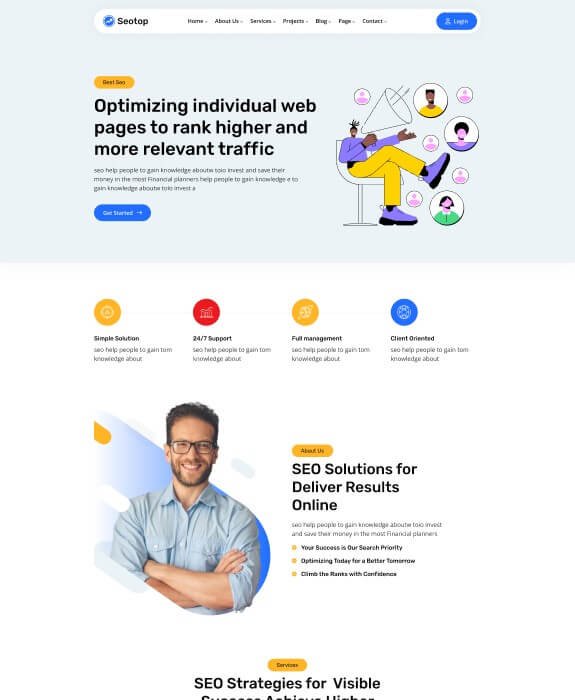 Seotop
Home
About Us
Services
Projects
Blog
Page
Contact
Login
Best Seo
Optimizing individual web
pages to rank higher and
more relevant traffic
seo help people to gain knowledge aboutw toio invest and save their
money in the most Financial planners help people to gain knowledge e to
gain knowledge aboutw toio invest a
Get Started
Simple Solution
seo help people to gain tom
knowledge about
24/7 Support
seo help people to gain tom
knowledge about
Full management
seo help people to gain tom
knowledge about
Client Oriented
seo help people to gain tom
knowledge about
About Us
SEO Solutions for
Deliver Results
Online
seo help people to gain knowledge aboutw toio invest
and save their money in the most Financial planners
Your Success is Our Search Priority
Optimizing Today for a Better Tomorrow
Climb the Ranks with Confidence
Services
SEO Strategies for Visible
Success Achieve Higher